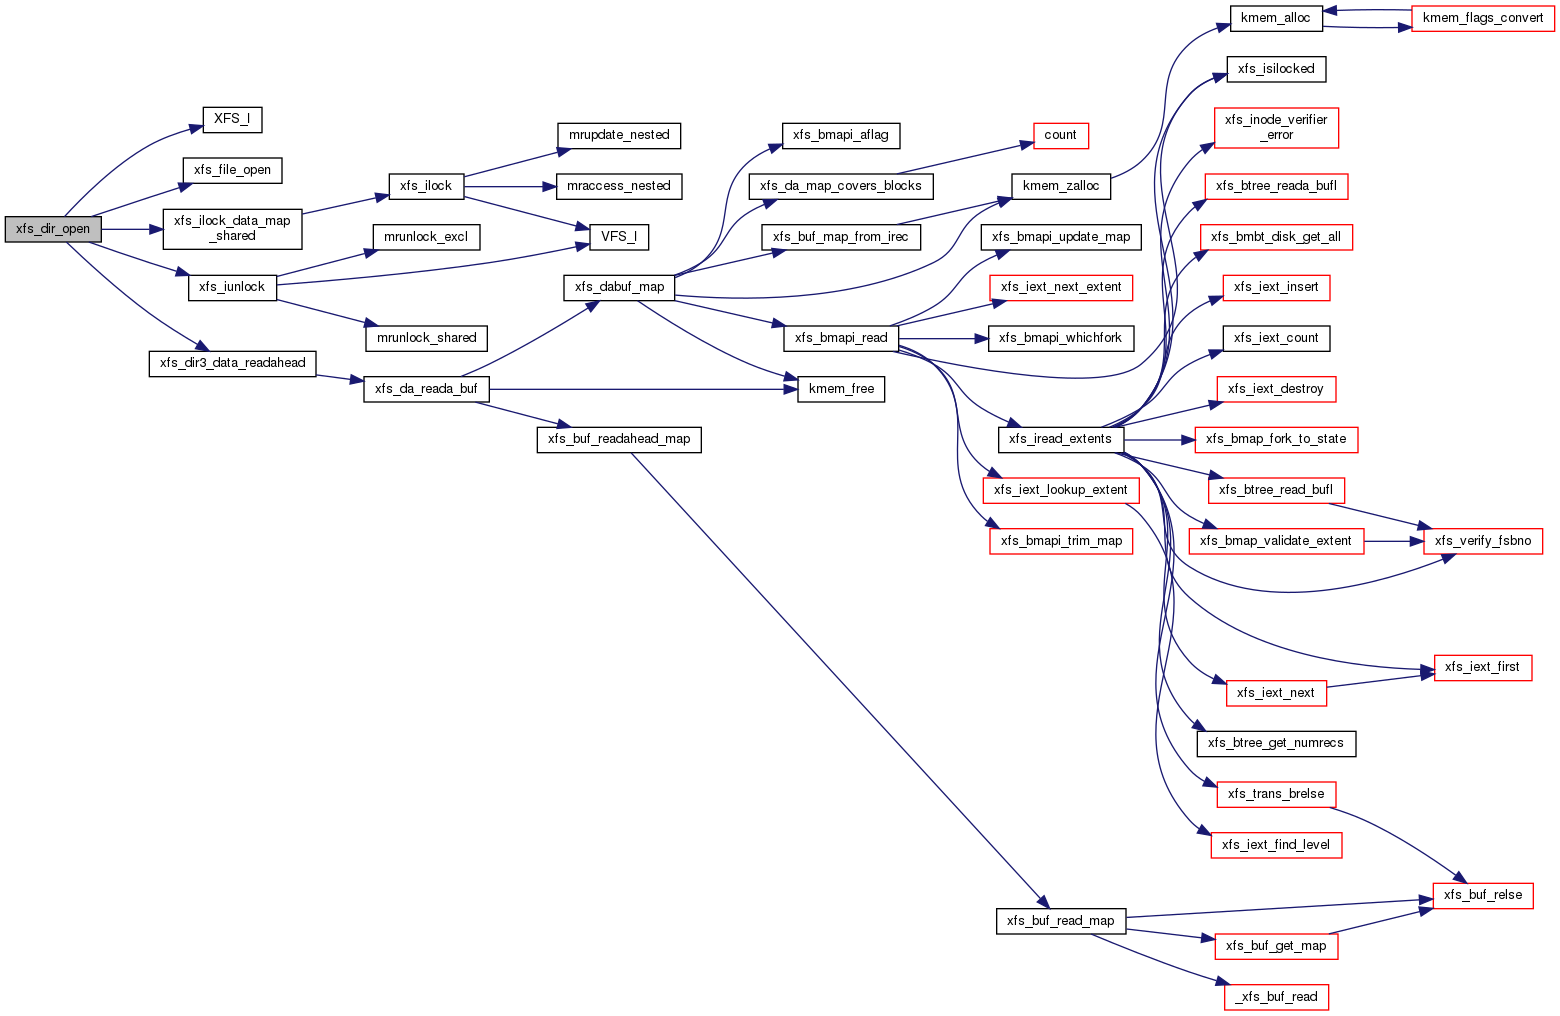 kmem_alloc
kmem_flags_convert
xfs_isilocked
XFS_I
xfs_inode_verifier
_error
mrupdate_nested
xfs_bmapi_aflag
count
xfs_file_open
xfs_ilock
mraccess_nested
xfs_da_map_covers_blocks
kmem_zalloc
xfs_btree_reada_bufl
xfs_dir_open
xfs_ilock_data_map
_shared
mrunlock_excl
VFS_I
xfs_buf_map_from_irec
xfs_bmapi_update_map
xfs_bmbt_disk_get_all
xfs_iunlock
xfs_dabuf_map
xfs_iext_next_extent
xfs_iext_insert
mrunlock_shared
xfs_bmapi_read
xfs_bmapi_whichfork
xfs_iext_count
xfs_dir3_data_readahead
xfs_da_reada_buf
kmem_free
xfs_iext_destroy
xfs_buf_readahead_map
xfs_iread_extents
xfs_bmap_fork_to_state
xfs_iext_lookup_extent
xfs_btree_read_bufl
xfs_bmapi_trim_map
xfs_bmap_validate_extent
xfs_verify_fsbno
xfs_iext_first
xfs_iext_next
xfs_btree_get_numrecs
xfs_trans_brelse
xfs_iext_find_level
xfs_buf_relse
xfs_buf_read_map
xfs_buf_get_map
_xfs_buf_read